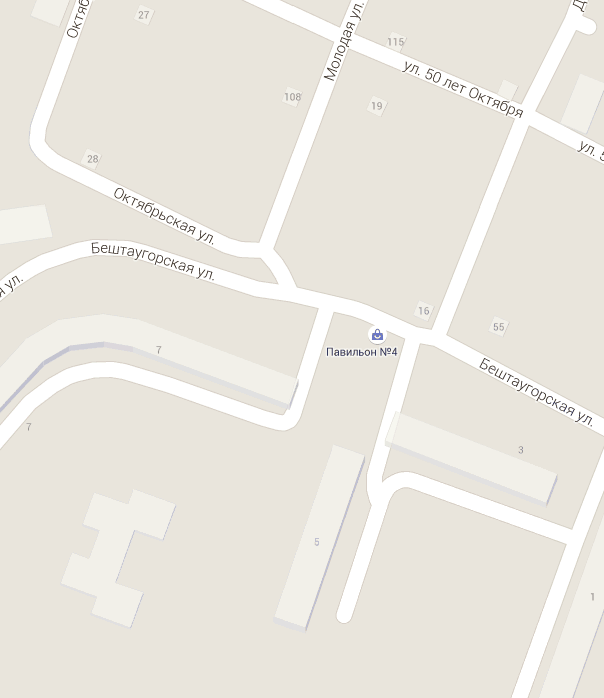 27
Октяб
Молодая ул.
Д
115
ул. 50 лет Октября
108
19
ул. 5
28
Октябрьская ул.
Бештаугорская ул.
я ул.
16
55
Павильон №4
7
Бештаугорская ул.
7
3
5
1